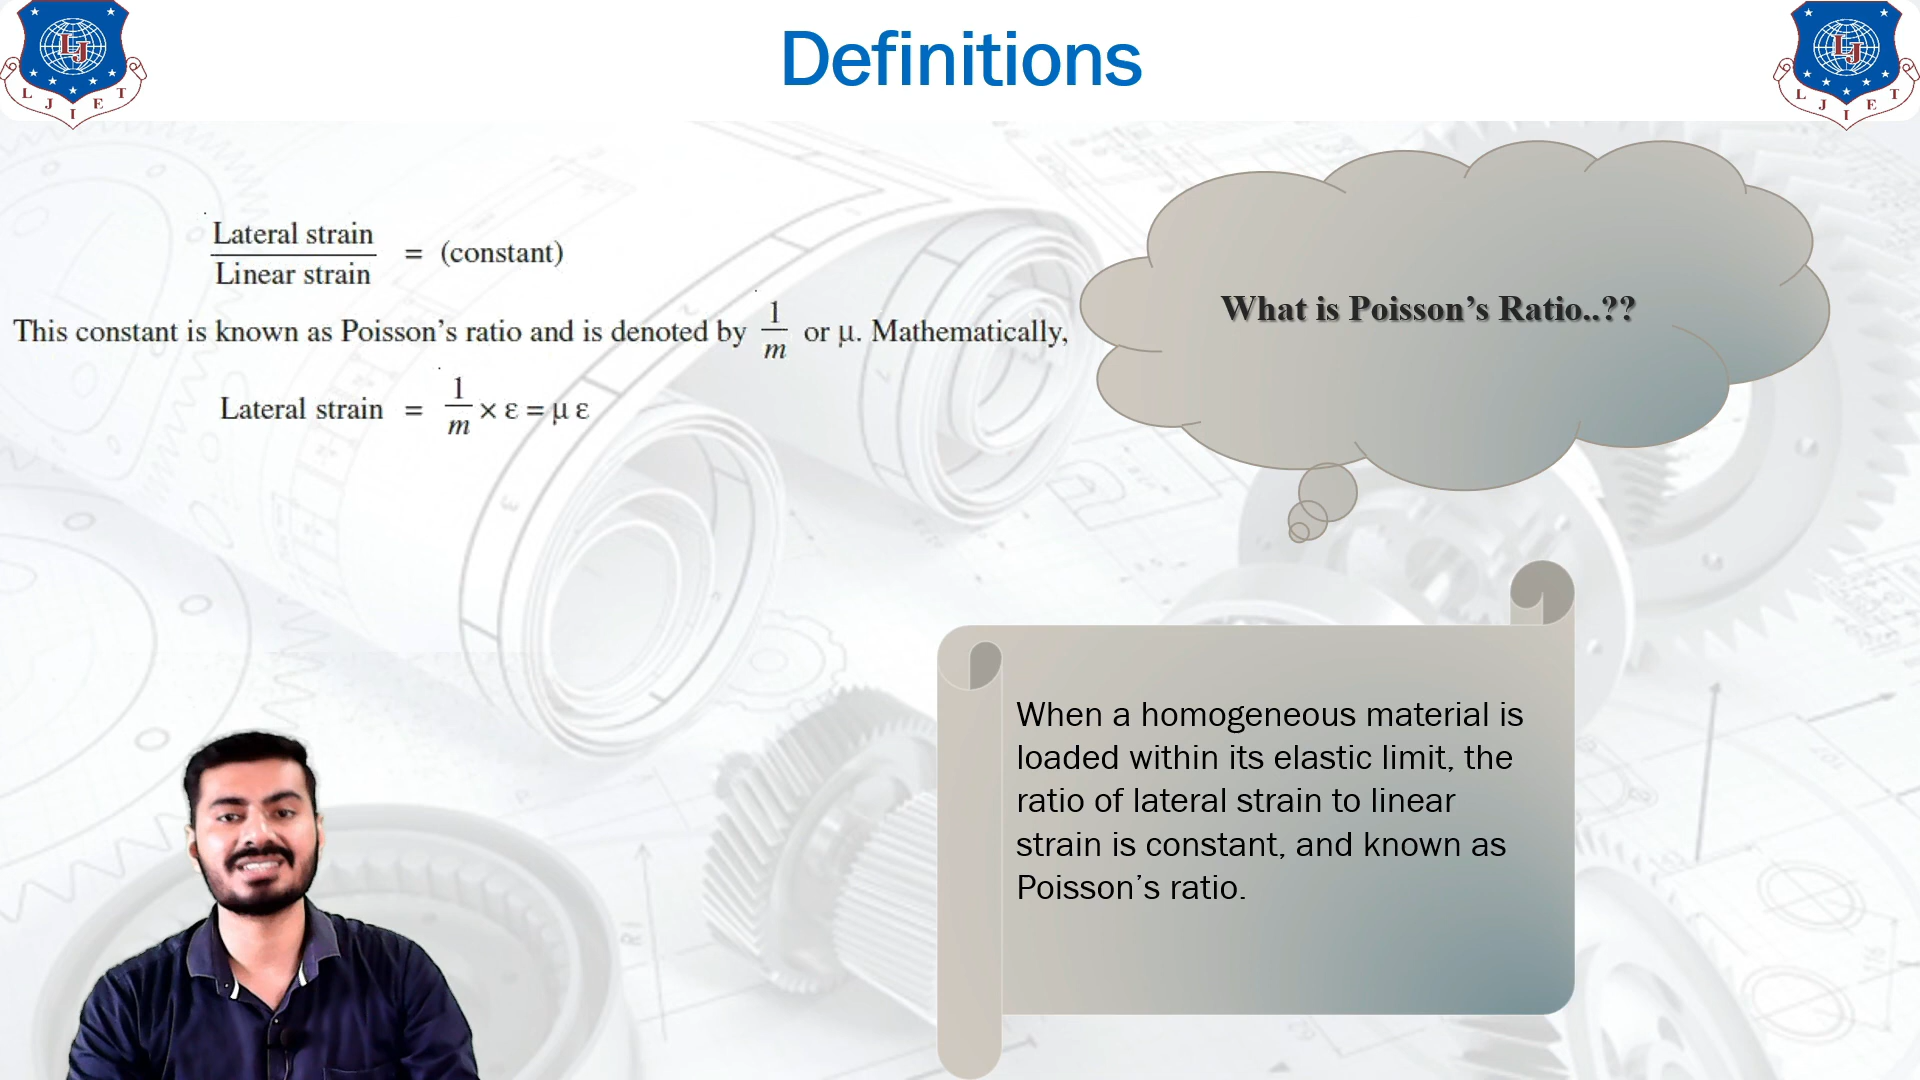 Definitions
LJ
L J I E T
LJ
L J I E T
Lateral strain
Linear strain
= (constant)
This constant is known as Poisson's ratio and is denoted by 1/m or μ. Mathematically,
Lateral strain = 1/m × ε = μ ε
What is Poisson's Ratio..??
When a homogeneous material is
loaded within its elastic limit, the
ratio of lateral strain to linear
strain is constant, and known as
Poisson's ratio.